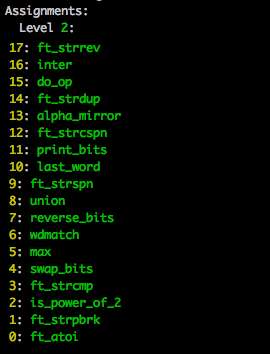 Assignments:
Level 2:
17: ft_strrev
16: inter
15: do_op
14: ft_strdup
13: alpha_mirror
12: ft_strcspn
11: print_bits
10: last_word
9: ft_strspn
8: union
7: reverse_bits
6: wdmatch
5: max
4: swap_bits
3: ft_strcmp
2: is_power_of_2
1: ft_strpbrk
0: ft_atoi